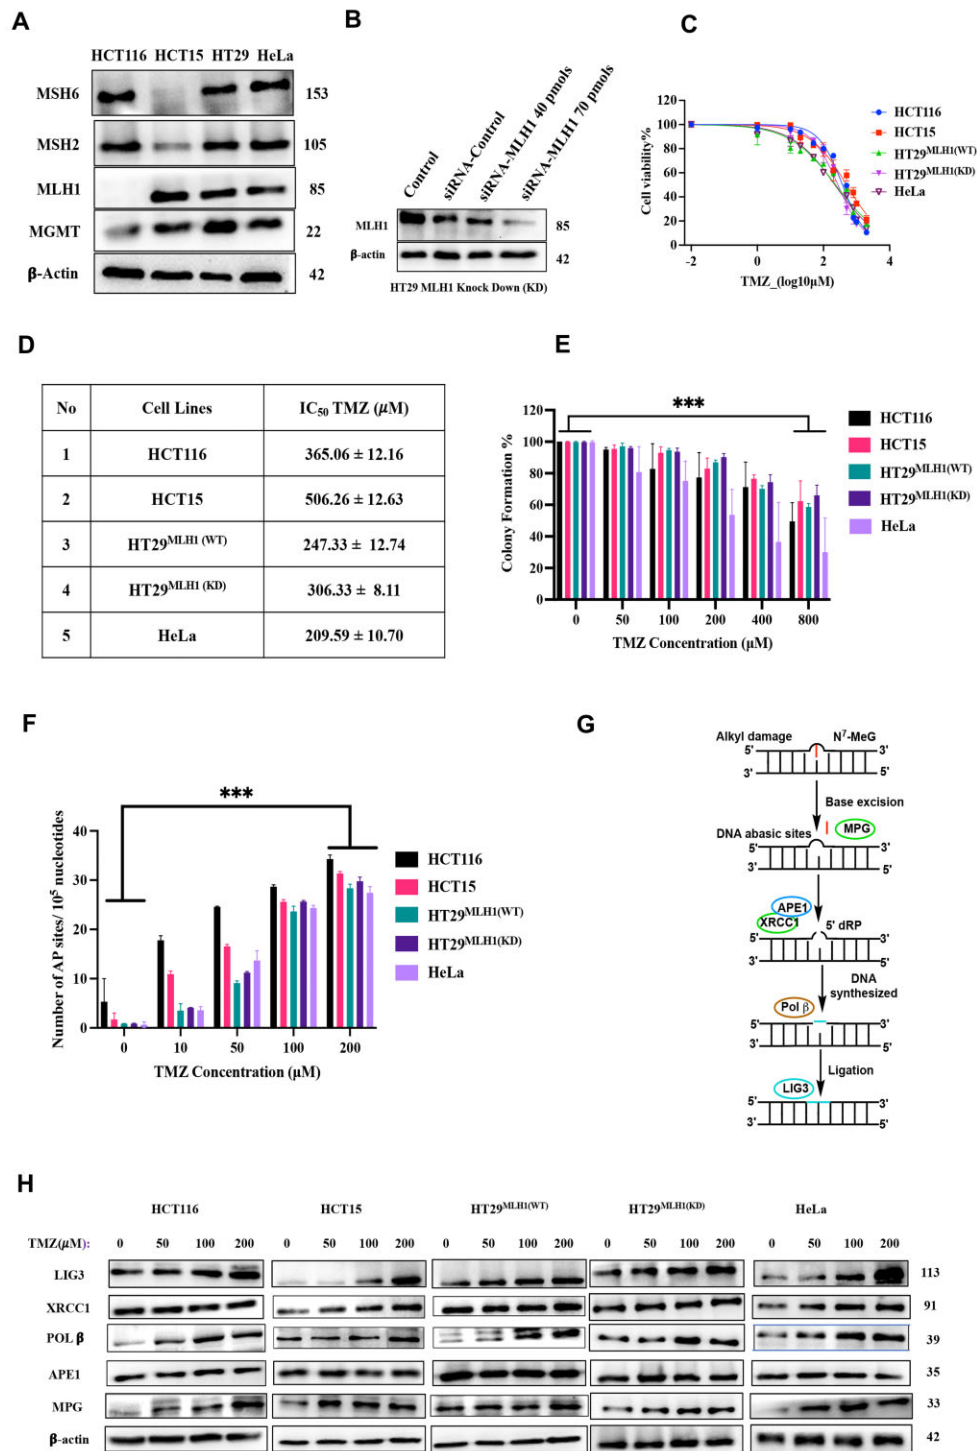 A
HCT116 HCT15 HT29 HeLa
MSH6 153
MSH2 105
MLH1 85
MGMT 22
β-Actin 42
B
Control
siRNA-Control
siRNA-MLH1 40 pmols
siRNA-MLH1 70 pmols
MLH1 85
β-actin 42
HT29 MLH1 Knock Down (KD)
C
Cell viability%
120
100
80
60
40
20
0
-2 0 2 4
TMZ_(log10μM)
HCT116
HCT15
HT29MLH1(WT)
HT29MLH1(KD)
HeLa
D
No Cell Lines IC50 TMZ (μM)
1 HCT116 365.06 ± 12.16
2 HCT15 506.26 ± 12.63
3 HT29MLH1 (WT) 247.33 ± 12.74
4 HT29MLH1 (KD) 306.33 ± 8.11
5 HeLa 209.59 ± 10.70
E
Colony Formation %
120
100
80
60
40
20
0
***
0 50 100 200 400 800
TMZ Concentration (μM)
HCT116
HCT15
HT29MLH1(WT)
HT29MLH1(KD)
HeLa
F
Number of AP sites/ 10^5 nucleotides
40
30
20
10
0
***
0 10 50 100 200
TMZ Concentration (μM)
HCT116
HCT15
HT29MLH1(WT)
HT29MLH1(KD)
HeLa
G
Alkyl damage N7-MeG
5' 3'
3' 5'
Base excision
DNA abasic sites MPG
5' 3'
3' 5'
APE1
XRCC1
5' dRP
5' 3'
3' 5'
DNA
synthesized
Pol β
5' 3'
3' 5'
Ligation
LIG3
5' 3'
3' 5'
H
HCT116 HCT15 HT29MLH1(WT) HT29MLH1(KD) HeLa
TMZ(μM): 0 50 100 200 0 50 100 200 0 50 100 200 0 50 100 200 0 50 100 200
LIG3 113
XRCC1 91
POL β 39
APE1 35
MPG 33
β-actin 42